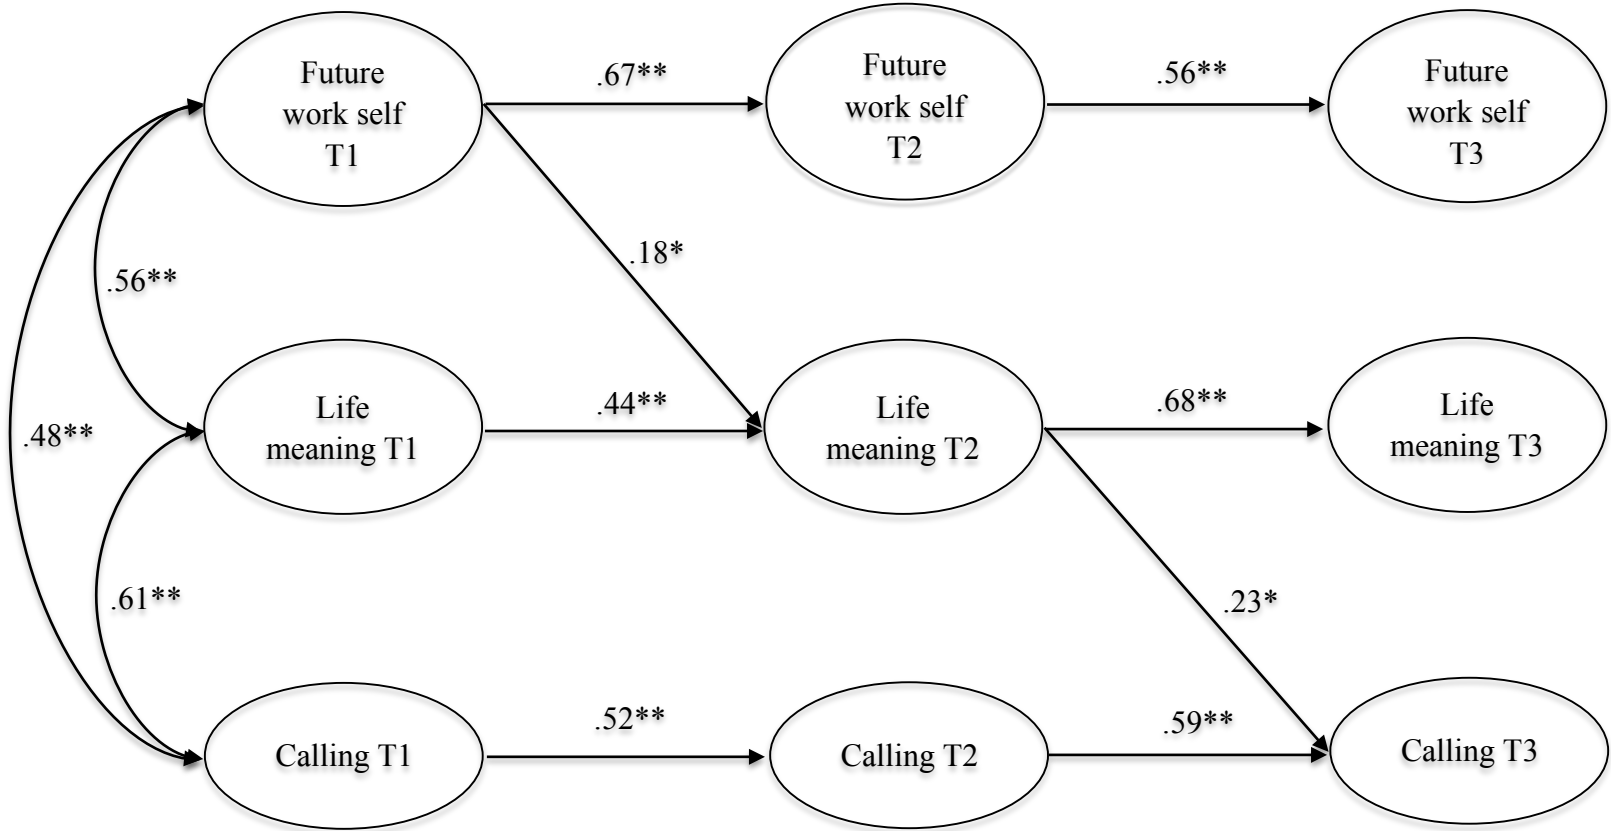 Future
work self
T1
.67**
Future
work self
T2
.56**
Future
work self
T3
.56**
.18*
.48**
Life
meaning T1
.44**
Life
meaning T2
.68**
Life
meaning T3
.61**
.23*
Calling T1
.52**
Calling T2
.59**
Calling T3